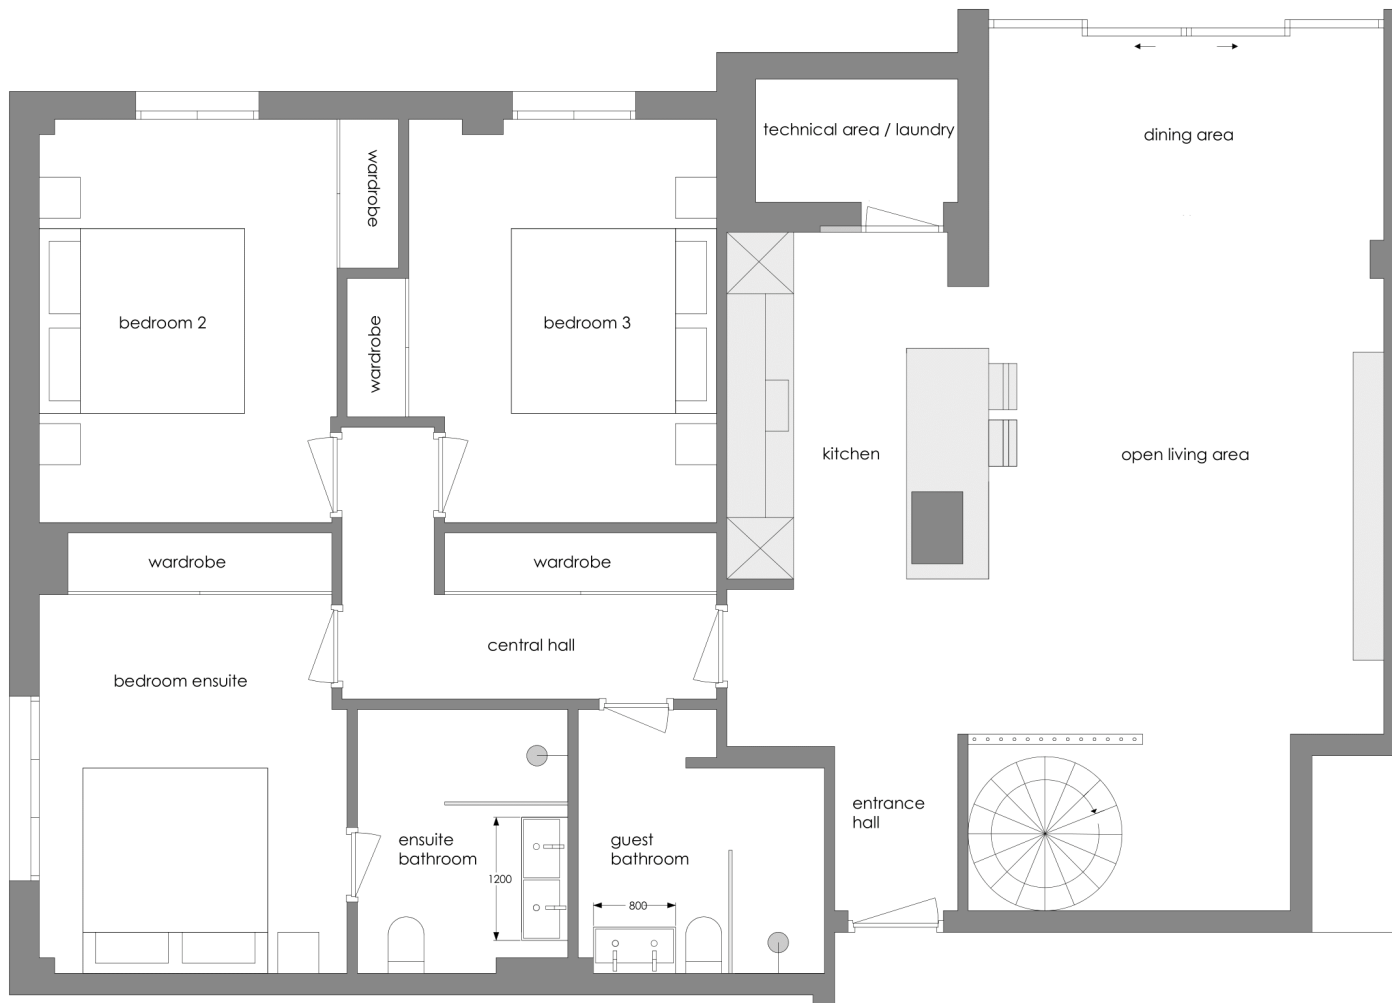 technical area / laundry
dining area
wardrobe
wardrobe
bedroom 2
bedroom 3
kitchen
open living area
wardrobe
wardrobe
central hall
bedroom ensuite
entrance
hall
ensuite
bathroom
guest
bathroom
1200
800